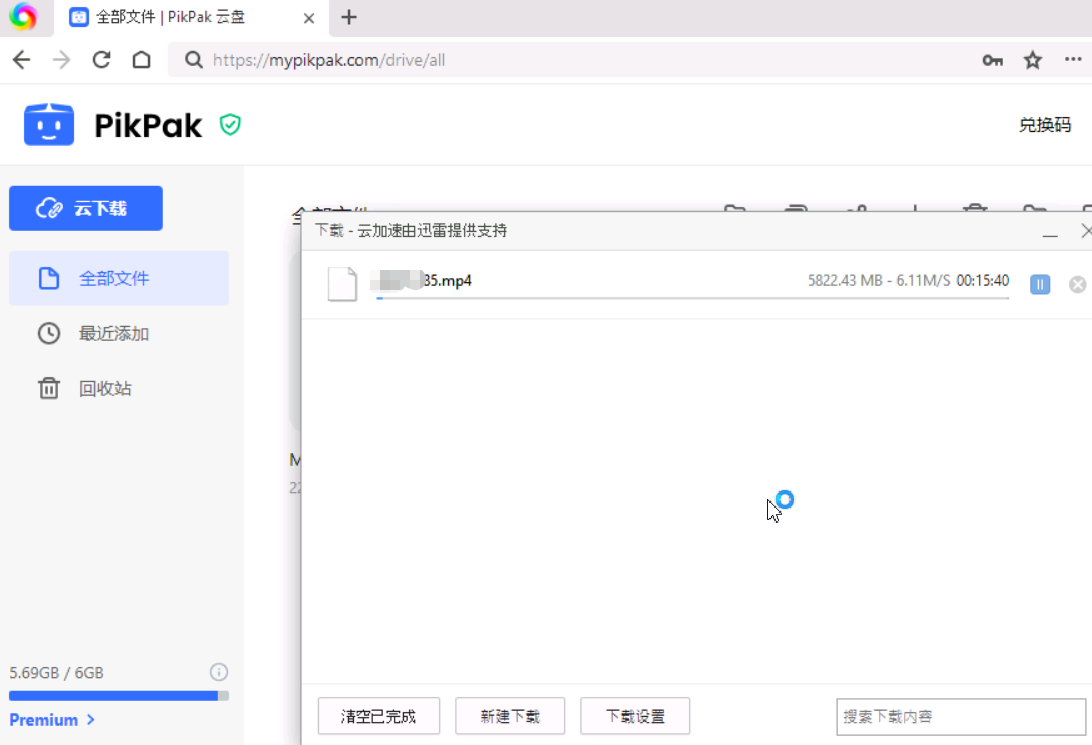 全部文件 | PikPak 云盘
https://mypikpak.com/drive/all
PikPak
兑换码
云下载
全部文件
全部文件
最近添加
回收站
下载 - 云加速由迅雷提供支持
35.mp4
5822.43 MB - 6.11M/S 00:15:40
M
22
5.69GB / 6GB
Premium
清空已完成
新建下载
下载设置
搜索下载内容